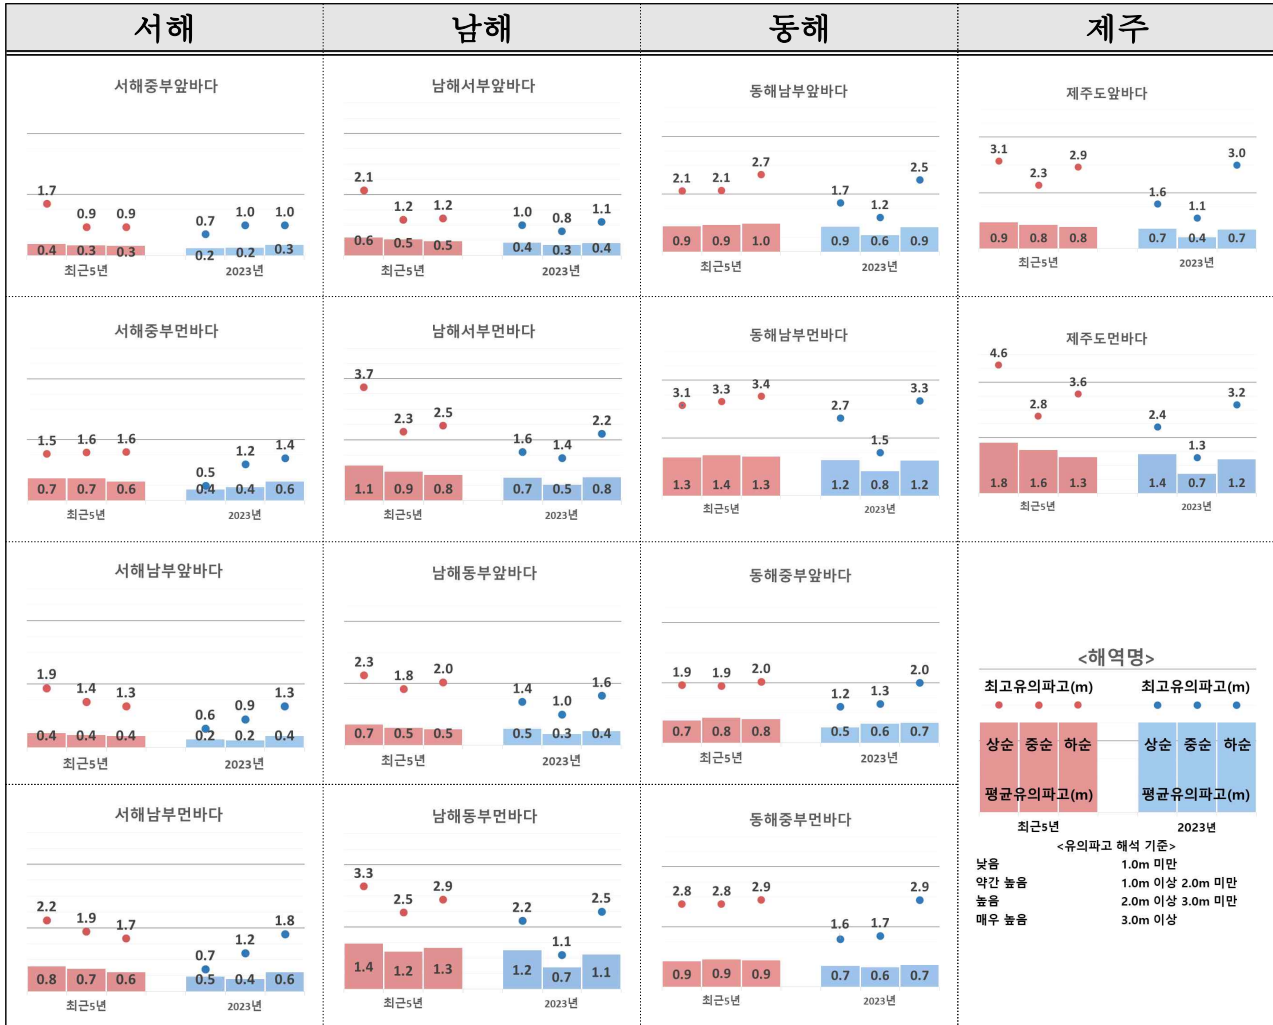 서해 남해 동해 제주
서해중부앞바다
1.7 0.9 0.9 0.7 1.0 1.0
0.4 0.3 0.3 0.2 0.2 0.3
최근5년 2023년
남해서부앞바다
2.1 1.2 1.2 1.0 0.8 1.1
0.6 0.5 0.5 0.4 0.3 0.4
최근5년 2023년
동해남부앞바다
2.1 2.1 2.7 1.7 1.2 2.5
0.9 0.9 1.0 0.9 0.6 0.9
최근5년 2023년
제주도앞바다
3.1 2.3 2.9 1.6 1.1 3.0
0.9 0.8 0.8 0.7 0.4 0.7
최근5년 2023년
서해중부먼바다
1.5 1.6 1.6 0.5 1.2 1.4
0.7 0.7 0.6 0.4 0.4 0.6
최근5년 2023년
남해서부먼바다
3.7 2.3 2.5 1.6 1.4 2.2
1.1 0.9 0.8 0.7 0.5 0.8
최근5년 2023년
동해남부먼바다
3.1 3.3 3.4 2.7 1.5 3.3
1.3 1.4 1.3 1.2 0.8 1.2
최근5년 2023년
제주도먼바다
4.6 2.8 3.6 2.4 1.3 3.2
1.8 1.6 1.3 1.4 0.7 1.2
최근5년 2023년
서해남부앞바다
1.9 1.4 1.3 0.6 0.9 1.3
0.4 0.4 0.4 0.2 0.2 0.4
최근5년 2023년
남해동부앞바다
2.3 1.8 2.0 1.4 1.0 1.6
0.7 0.5 0.5 0.5 0.3 0.4
최근5년 2023년
동해중부앞바다
1.9 1.9 2.0 1.2 1.3 2.0
0.7 0.8 0.8 0.5 0.6 0.7
최근5년 2023년
서해남부먼바다
2.2 1.9 1.7 0.7 1.2 1.8
0.8 0.7 0.6 0.5 0.4 0.6
최근5년 2023년
남해동부먼바다
3.3 2.5 2.9 2.2 1.1 2.5
1.4 1.2 1.3 1.2 0.7 1.1
최근5년 2023년
동해중부먼바다
2.8 2.8 2.9 1.6 1.7 2.9
0.9 0.9 0.9 0.7 0.6 0.7
최근5년 2023년
<해역명>
최고유의파고(m) 최고유의파고(m)
상순 중순 하순 상순 중순 하순
평균유의파고(m) 평균유의파고(m)
최근5년 2023년
<유의파고 해석 기준>
낮음 1.0m 미만
약간 높음 1.0m 이상 2.0m 미만
높음 2.0m 이상 3.0m 미만
매우 높음 3.0m 이상